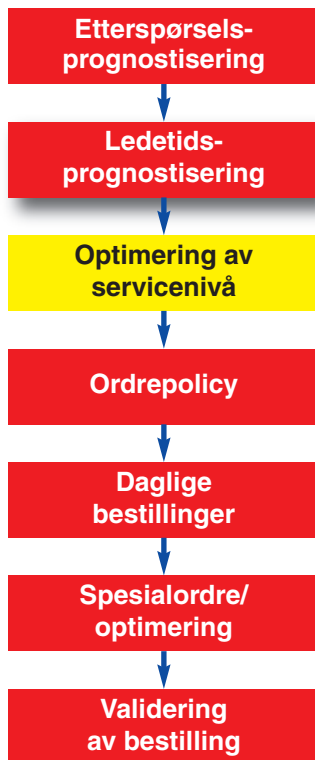 Etterspørsels-
prognostisering
Ledetids-
prognostisering
Optimering av
servicenivå
Ordrepolicy
Daglige
bestillinger
Spesialordre/
optimering
Validering
av bestilling